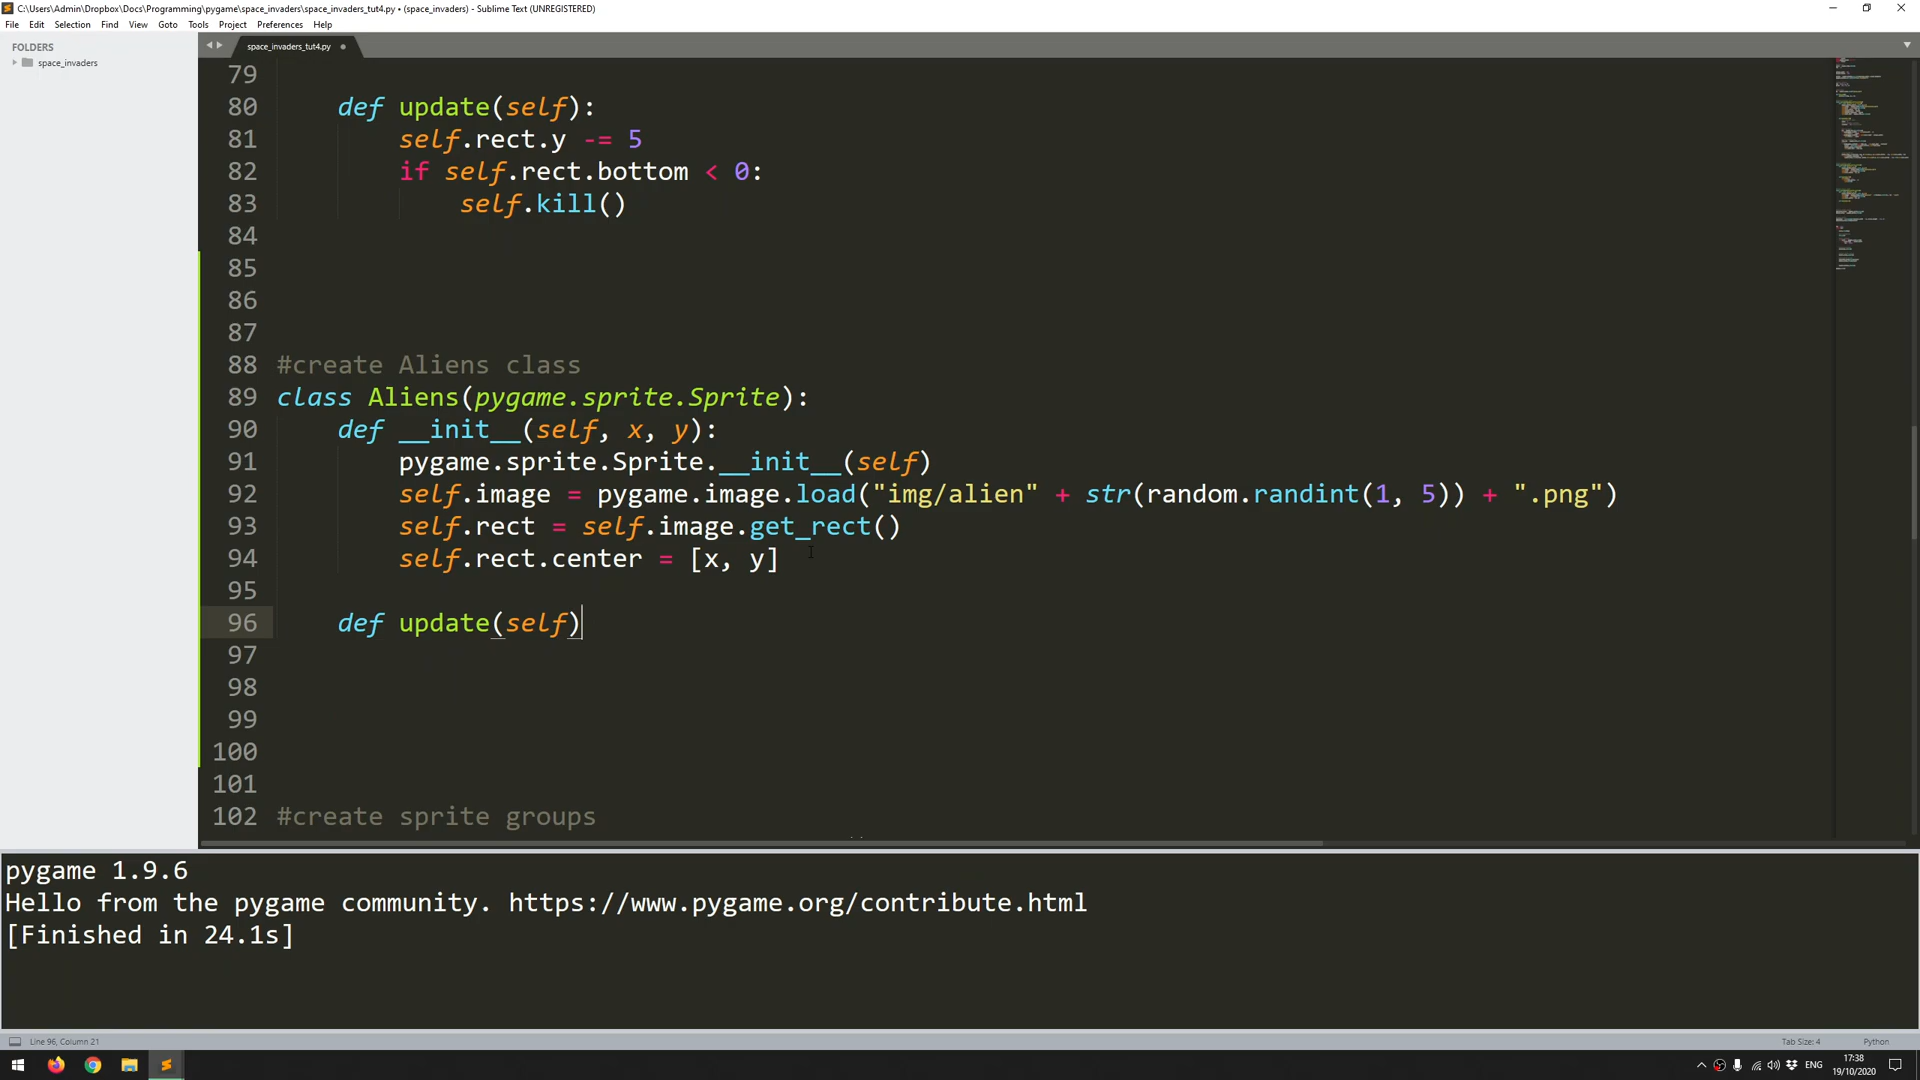 C:\Users\Admin\Dropbox\Docs\Programming\pygame\space_invaders\space_invaders_tut4.py • (space_invaders) - Sublime Text (UNREGISTERED)
File Edit Selection Find View Goto Tools Project Preferences Help
FOLDERS
space_invaders
space_invaders_tut4.py
79
80 def update(self):
81 self.rect.y -= 5
82 if self.rect.bottom < 0:
83 self.kill()
84
85
86
87
88 #create Aliens class
89 class Aliens(pygame.sprite.Sprite):
90 def __init__(self, x, y):
91 pygame.sprite.Sprite.__init__(self)
92 self.image = pygame.image.load("img/alien" + str(random.randint(1, 5)) + ".png")
93 self.rect = self.image.get_rect()
94 self.rect.center = [x, y]
95
96 def update(self)
97
98
99
100
101
102 #create sprite groups
pygame 1.9.6
Hello from the pygame community. https://www.pygame.org/contribute.html
[Finished in 24.1s]
Line 96, Column 21
Tab Size: 4 Python
ENG
17:38
19/10/2020